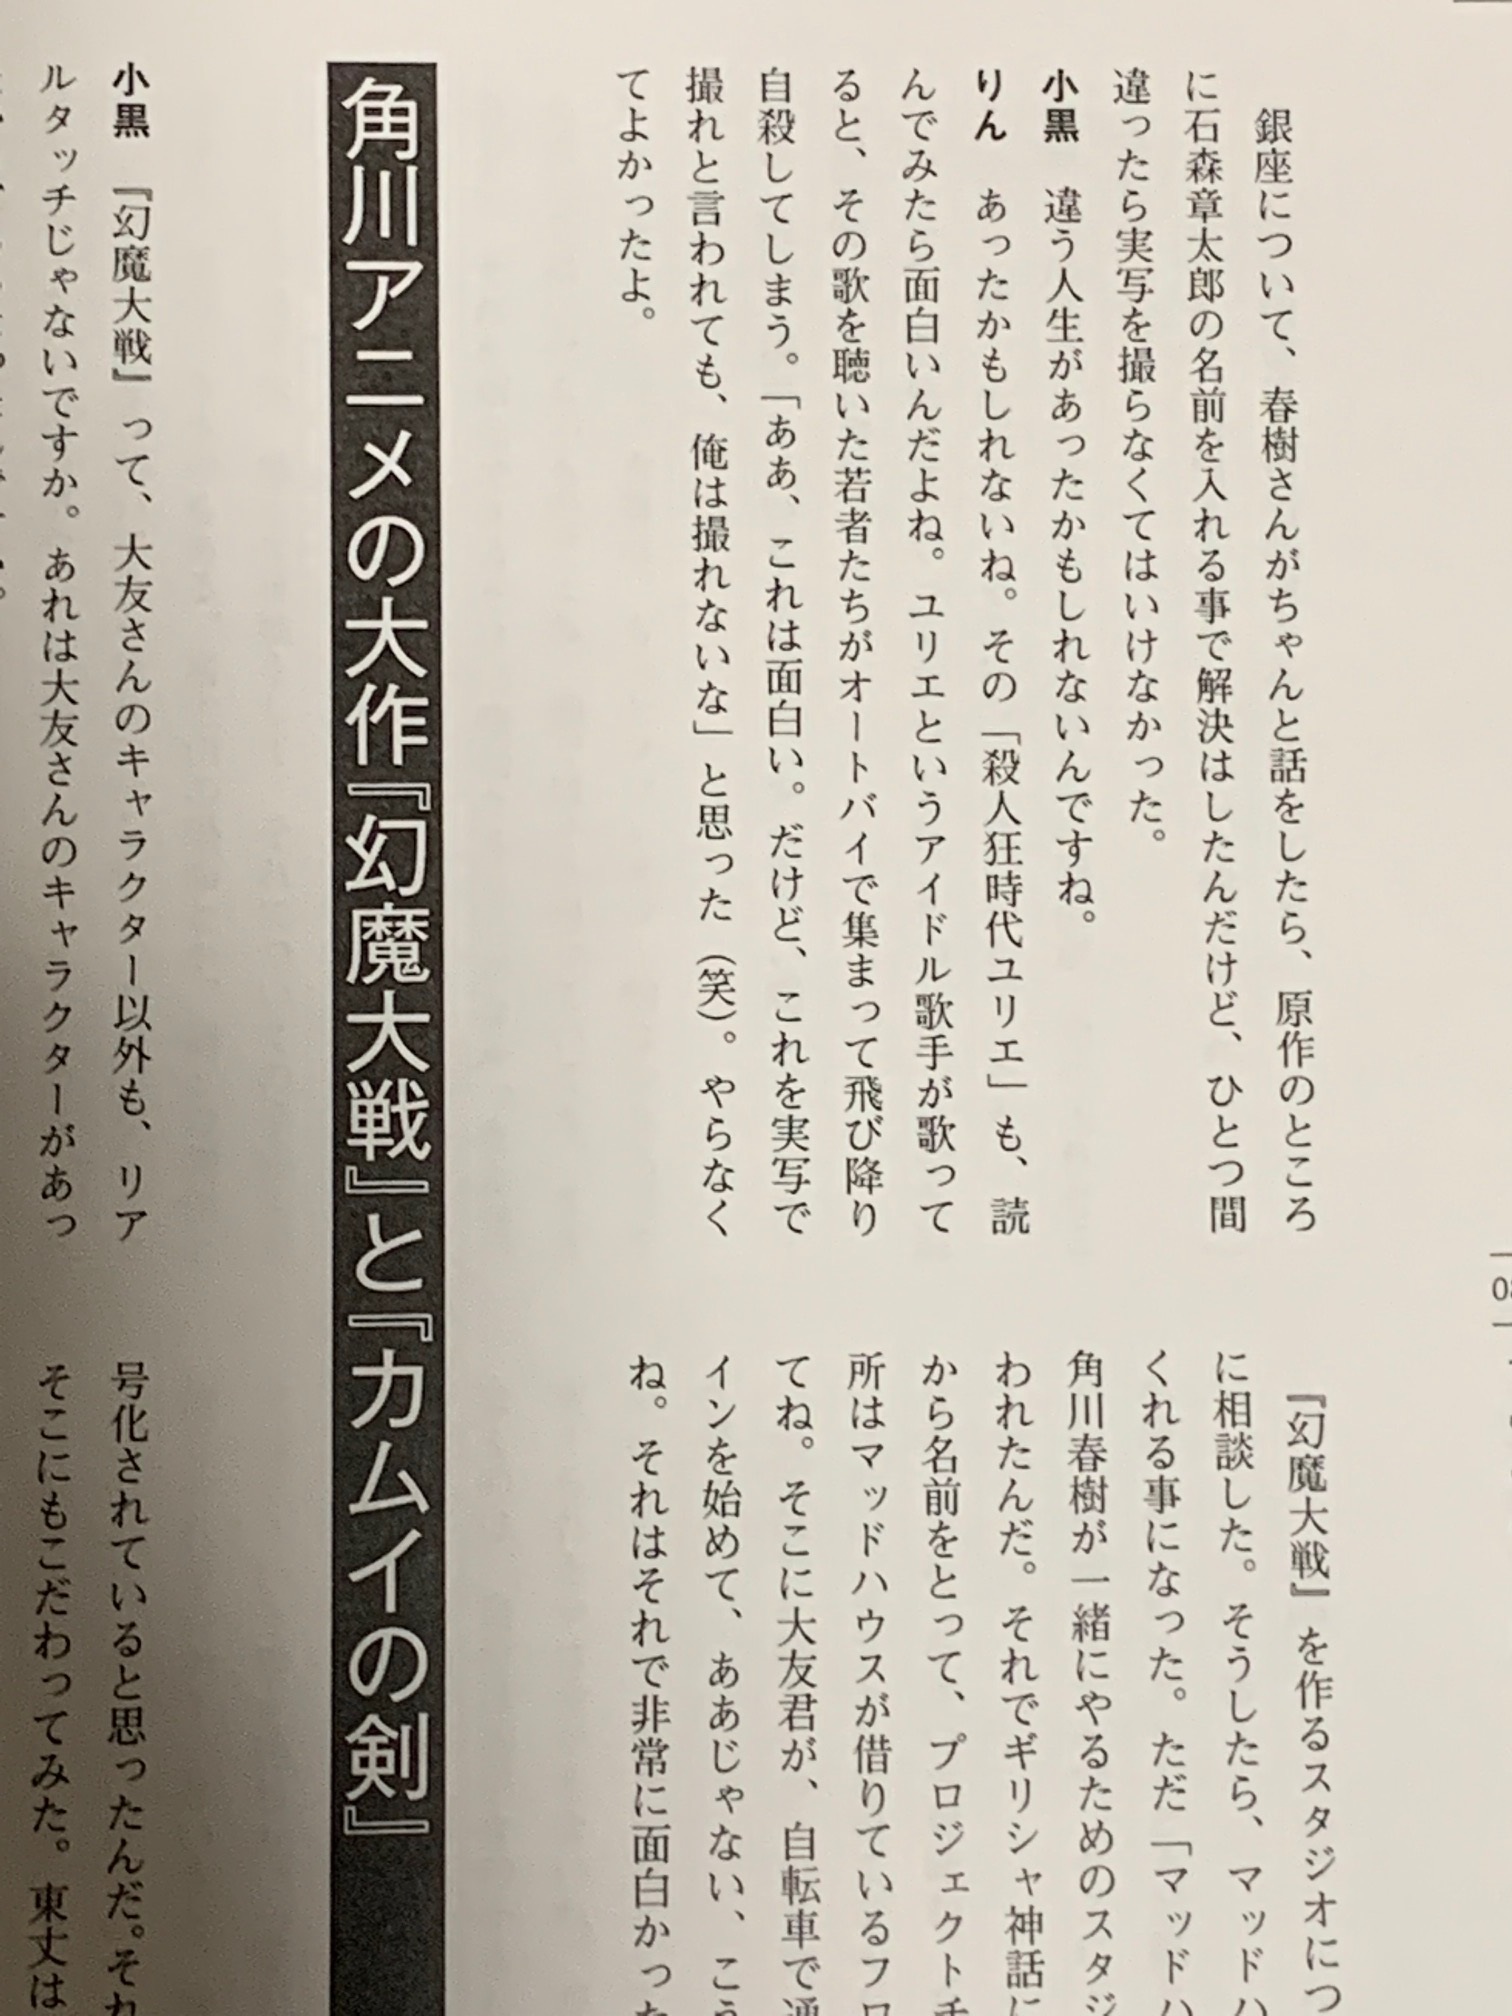 銀座について、春樹さんがちゃんと話をしたら、原作のところ
に石森章太郎の名前を入れる事で解決はしたんだけど、ひとつ間
違ったら実写を撮らなくてはいけなかった。
小黒　違う人生があったかもしれないんですね。
りん　あったかもしれないね。その「殺人狂時代ユリエ」も、読
んでみたら面白いんだよね。ユリエというアイドル歌手が歌って
ると、その歌を聴いた若者たちがオートバイで集まって飛び降り
自殺してしまう。「ああ、これは面白い。だけど、これを実写で
撮れと言われても、俺は撮れないな」と思った（笑）。やらなく
てよかったよ。
『幻魔大戦』を作るスタジオにつ
に相談した。そうしたら、マッドハ
くれる事になった。ただ「マッドハ
角川春樹が一緒にやるためのスタジ
われたんだ。それでギリシャ神話に
から名前をとって、プロジェクトチ
所はマッドハウスが借りているフロ
てね。そこに大友君が、自転車で通
インを始めて、ああじゃない、こう
ね。それはそれで非常に面白かった
角川アニメの大作『幻魔大戦』と『カムイの剣』
小黒　『幻魔大戦』って、大友さんのキャラクター以外も、リア
ルタッチじゃないですか。あれは大友さんのキャラクターがあっ
号化されていると思ったんだ。それ
そこにもこだわってみた。東丈は